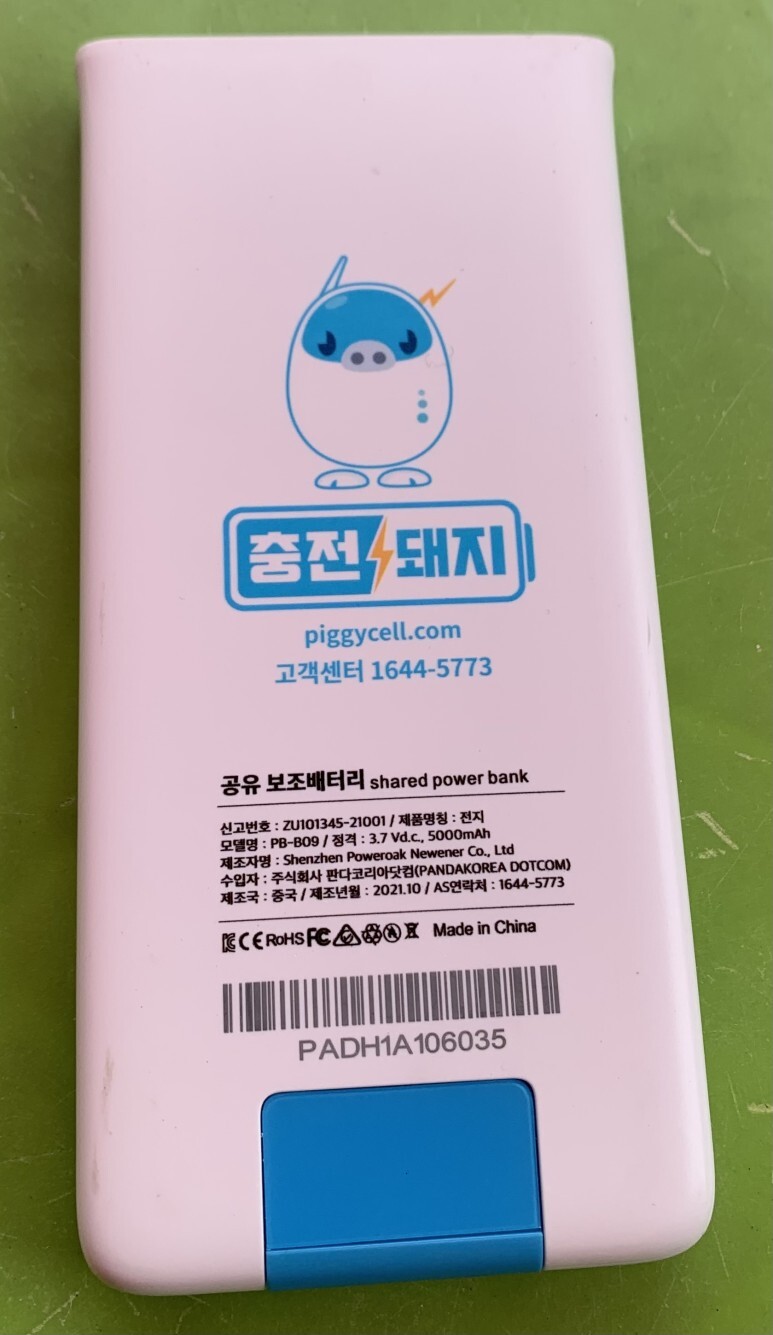 충전돼지
piggycell.com
고객센터 1644-5773
공유 보조배터리 shared power bank
신고번호 : ZU101345-21001 / 제품명칭 : 전지
모델명 : PB-B09 / 정격 : 3.7 Vd.c., 5000mAh
제조자명 : Shenzhen Poweroak Newener Co., Ltd
수입자 : 주식회사 판다코리아닷컴(PANDAKOREA DOTCOM)
제조국 : 중국 / 제조년월 : 2021.10 / AS연락처 : 1644-5773
CE RoHS FC Made in China
PADH1A106035